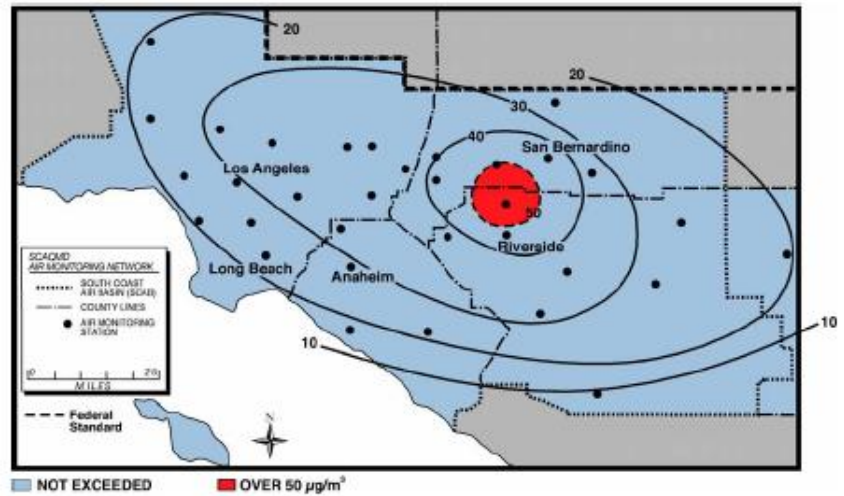 20
20
30
40
San Bernardino
Los Angeles
50
Riverside
Long Beach
Anaheim
SCAQMD
AIR MONITORING NETWORK
SOUTH COAST
AIR BASIN (SCAB)
COUNTY LINES
AIR MONITORING
STATION
0 20
MILES
Federal
Standard
10
10
N
NOT EXCEEDED
OVER 50 µg/m³